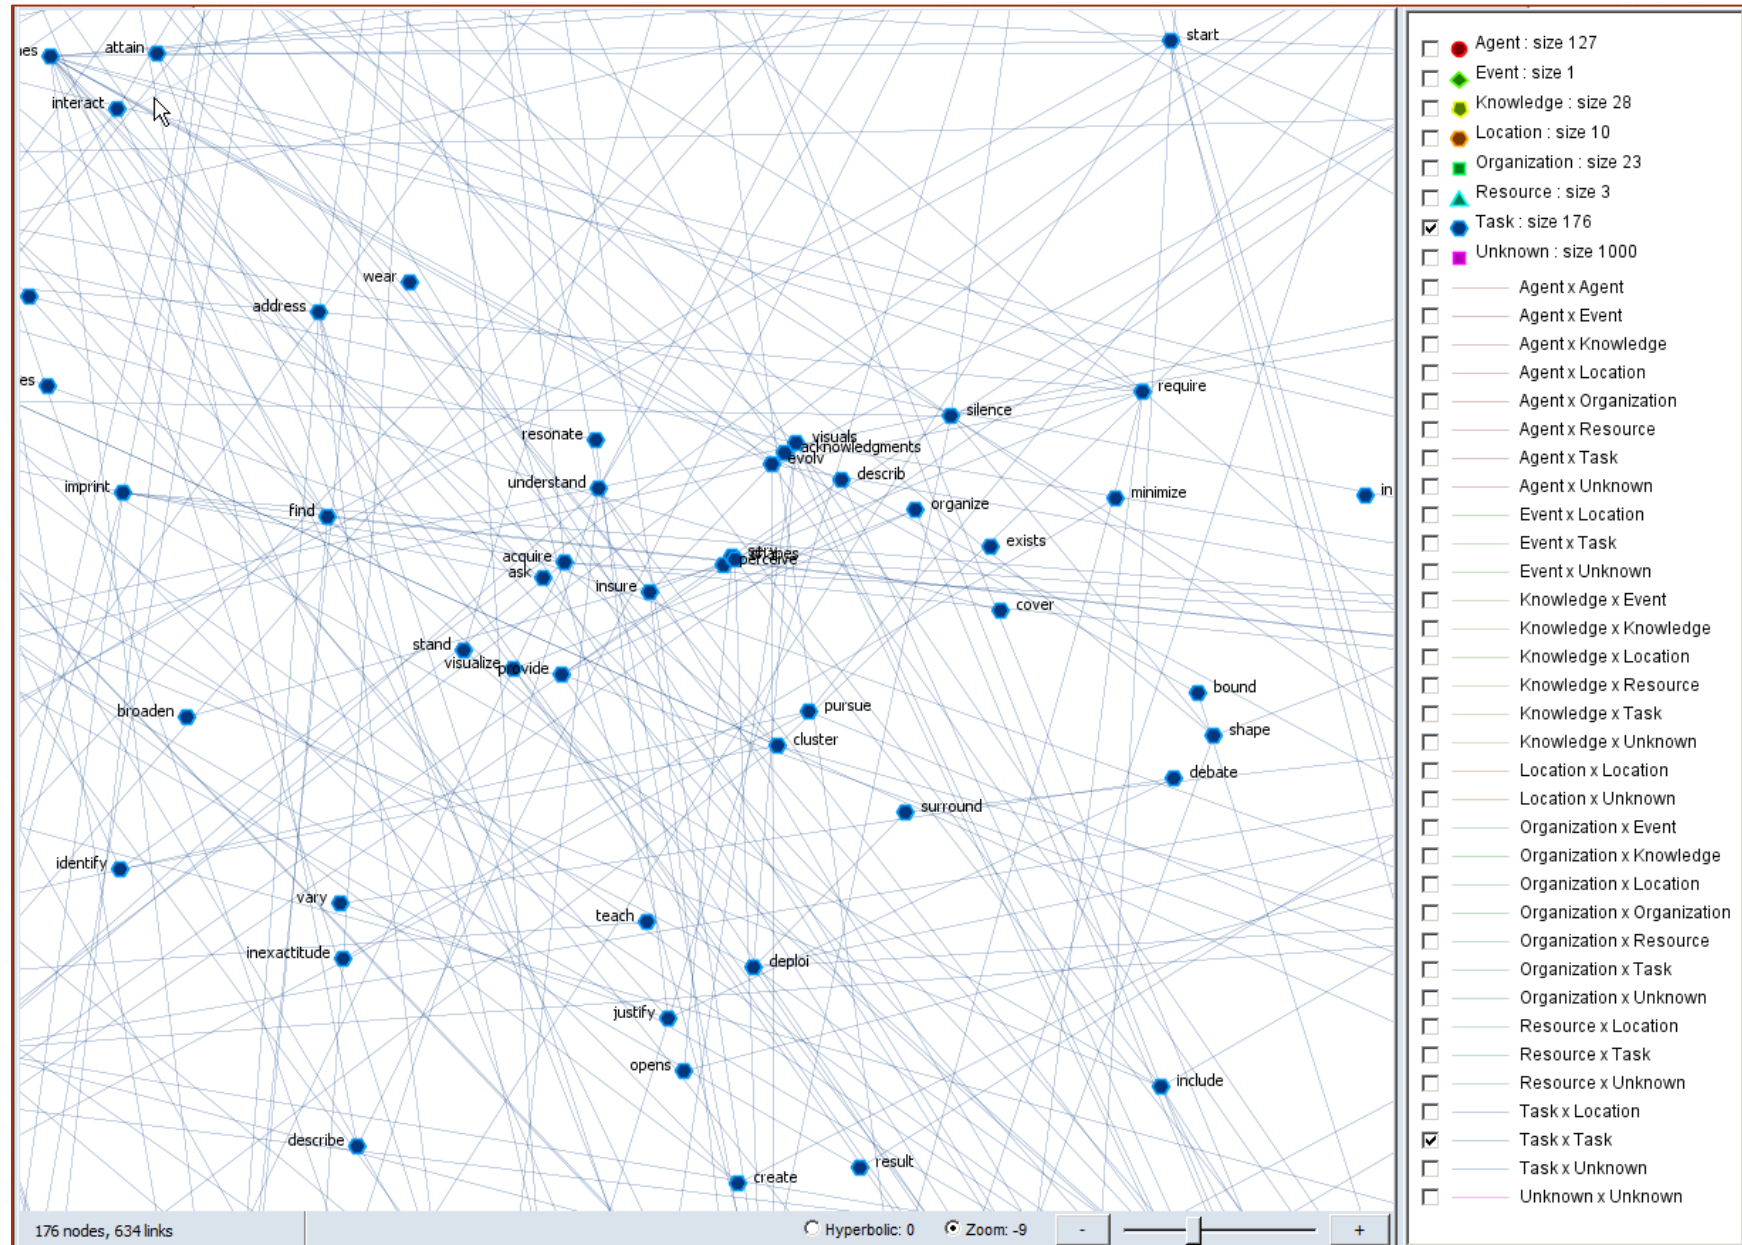 es
attain
start
interact
wear
address
es
require
silence
resonate
visuals
acknowledgments
evolv
describ
understand
imprint
minimize
in
organize
find
exists
acquire
perceive
ask
insure
cover
stand
visualize
provide
bound
broaden
pursue
shape
cluster
debate
surround
identify
vary
teach
inexactitude
deploi
justify
opens
include
describe
result
create
176 nodes, 634 links
Hyperbolic: 0
Zoom: -9
-
+
Agent : size 127
Event : size 1
Knowledge : size 28
Location : size 10
Organization : size 23
Resource : size 3
Task : size 176
Unknown : size 1000
Agent x Agent
Agent x Event
Agent x Knowledge
Agent x Location
Agent x Organization
Agent x Resource
Agent x Task
Agent x Unknown
Event x Location
Event x Task
Event x Unknown
Knowledge x Event
Knowledge x Knowledge
Knowledge x Location
Knowledge x Resource
Knowledge x Task
Knowledge x Unknown
Location x Location
Location x Unknown
Organization x Event
Organization x Knowledge
Organization x Location
Organization x Organization
Organization x Resource
Organization x Task
Organization x Unknown
Resource x Location
Resource x Task
Resource x Unknown
Task x Location
Task x Task
Task x Unknown
Unknown x Unknown